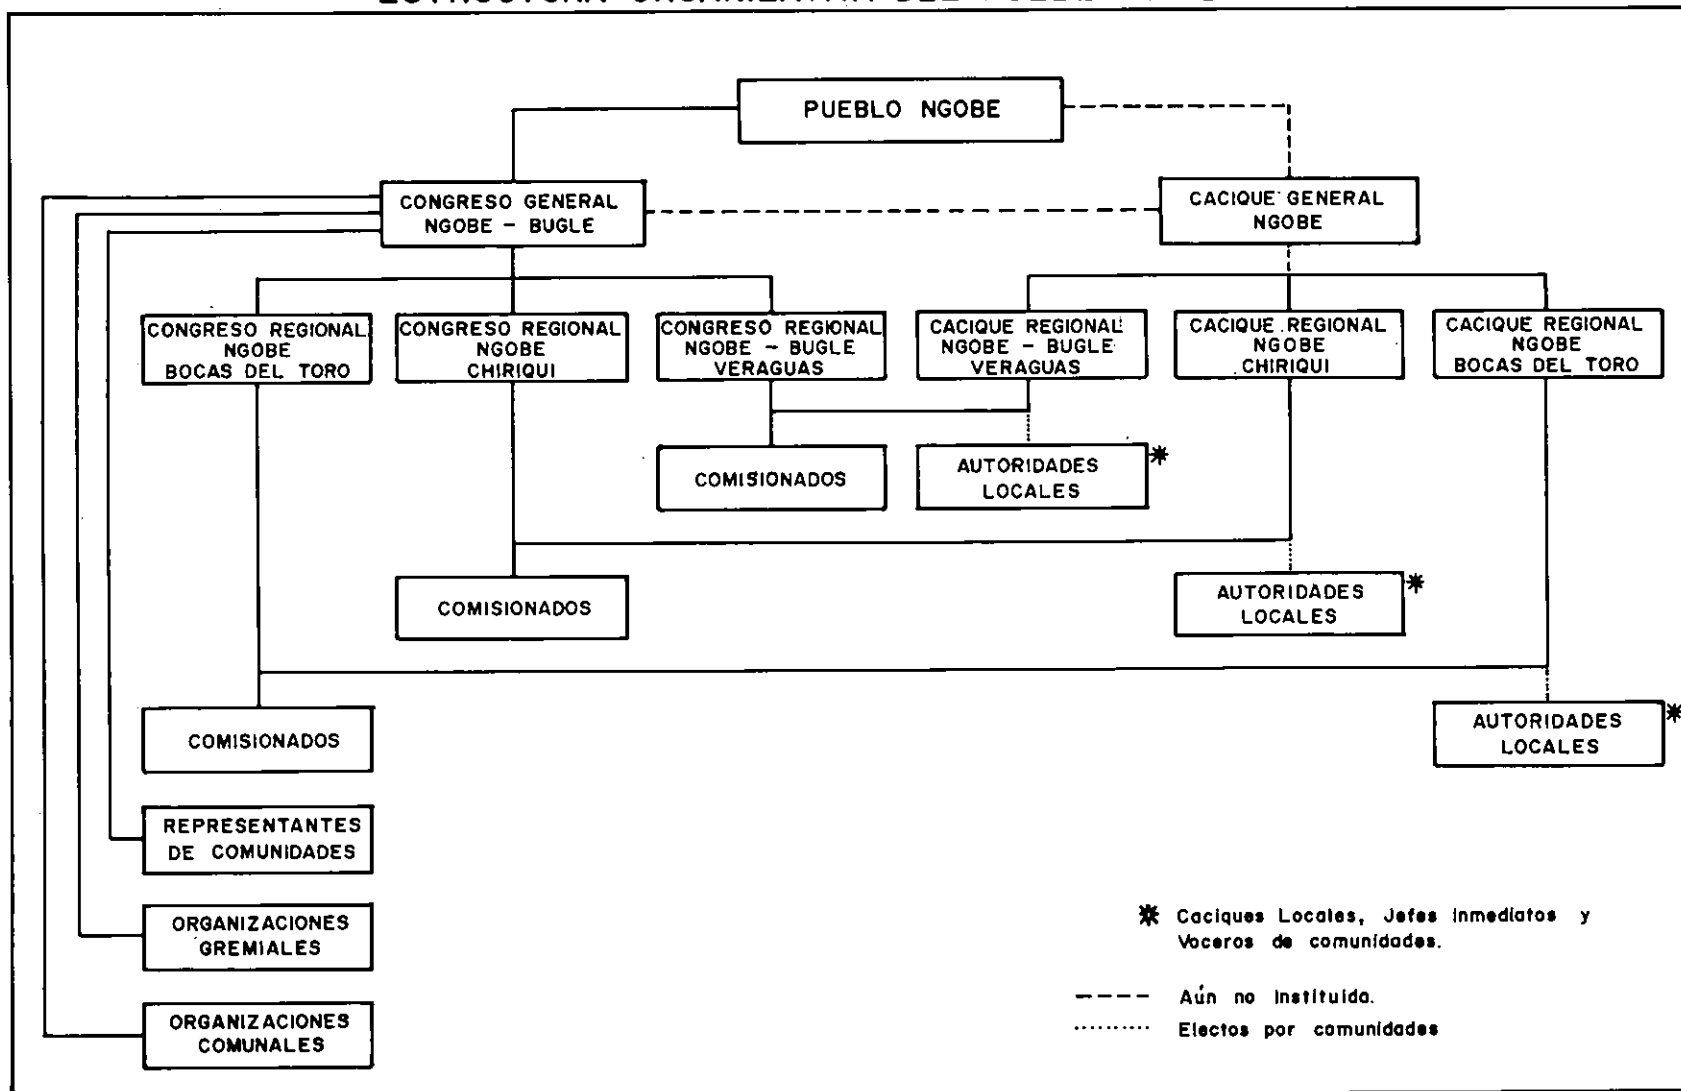 PUEBLO NGOBE
CONGRESO GENERAL
NGOBE - BUGLE
CACIQUE GENERAL
NGOBE
CONGRESO REGIONAL
NGOBE
BOCAS DEL TORO
CONGRESO REGIONAL
NGOBE
CHIRIQUI
CONGRESO REGIONAL
NGOBE - BUGLE
VERAGUAS
CACIQUE REGIONAL
NGOBE - BUGLE
VERAGUAS
CACIQUE REGIONAL
NGOBE
CHIRIQUI
CACIQUE REGIONAL
NGOBE
BOCAS DEL TORO
COMISIONADOS
AUTORIDADES
LOCALES
*
COMISIONADOS
AUTORIDADES
LOCALES
*
COMISIONADOS
AUTORIDADES
LOCALES
*
REPRESENTANTES
DE COMUNIDADES
ORGANIZACIONES
GREMIALES
ORGANIZACIONES
COMUNALES
* Caciques Locales, Jefes Inmediatos y
Voceros de comunidades.
Aún no Instituida.
Electos por comunidades